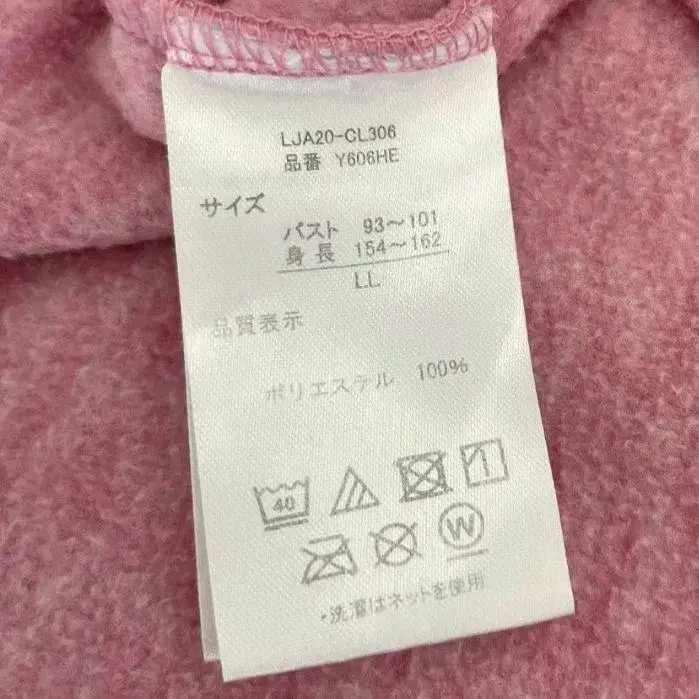 LJA20-CL306
品番 Y606HE
サイズ
バスト 93～101
身長 154～162
LL
品質表示
ポリエステル 100%
40
W
*洗濯はネットを使用